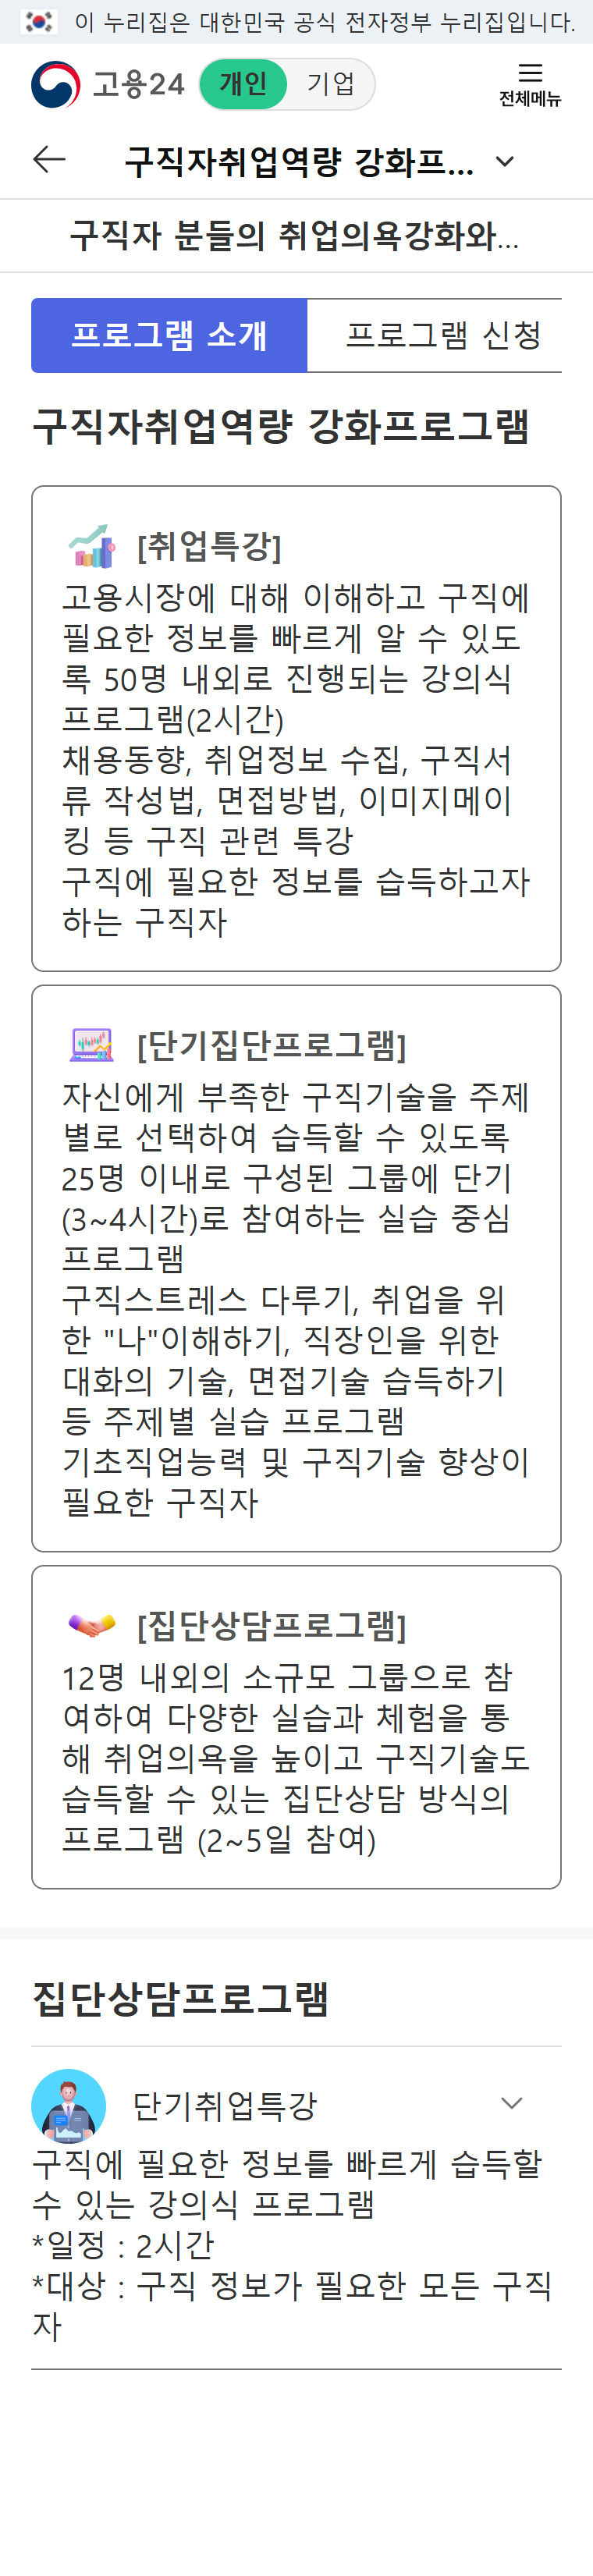 이 누리집은 대한민국 공식 전자정부 누리집입니다.
고용24 개인 기업
전체메뉴
구직자취업역량 강화프...
구직자 분들의 취업의욕강화와...
프로그램 소개 프로그램 신청
구직자취업역량 강화프로그램
[취업특강]
고용시장에 대해 이해하고 구직에
필요한 정보를 빠르게 알 수 있도
록 50명 내외로 진행되는 강의식
프로그램(2시간)
채용동향, 취업정보 수집, 구직서
류 작성법, 면접방법, 이미지메이
킹 등 구직 관련 특강
구직에 필요한 정보를 습득하고자
하는 구직자
[단기집단프로그램]
자신에게 부족한 구직기술을 주제
별로 선택하여 습득할 수 있도록
25명 이내로 구성된 그룹에 단기
(3~4시간)로 참여하는 실습 중심
프로그램
구직스트레스 다루기, 취업을 위
한 "나"이해하기, 직장인을 위한
대화의 기술, 면접기술 습득하기
등 주제별 실습 프로그램
기초직업능력 및 구직기술 향상이
필요한 구직자
[집단상담프로그램]
12명 내외의 소규모 그룹으로 참
여하여 다양한 실습과 체험을 통
해 취업의욕을 높이고 구직기술도
습득할 수 있는 집단상담 방식의
프로그램 (2~5일 참여)
집단상담프로그램
단기취업특강
구직에 필요한 정보를 빠르게 습득할
수 있는 강의식 프로그램
*일정 : 2시간
*대상 : 구직 정보가 필요한 모든 구직
자